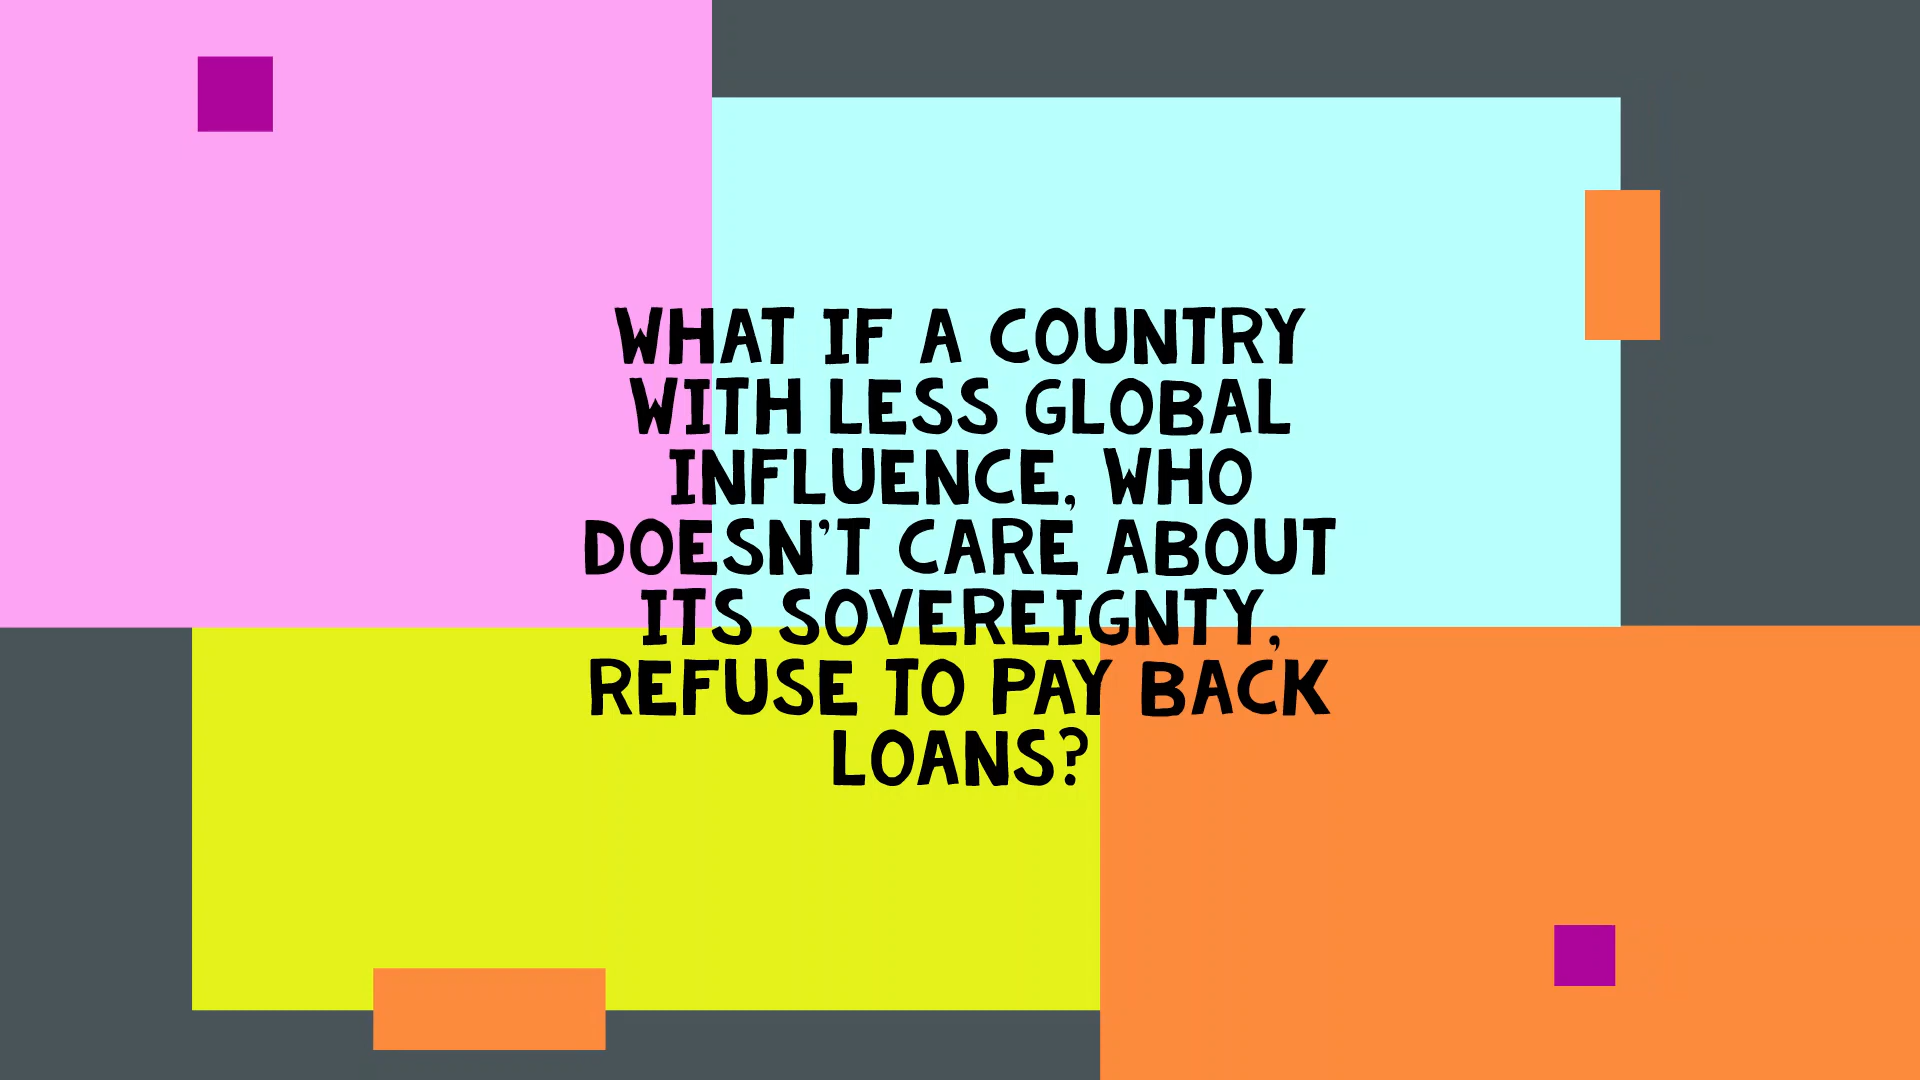 WHAT IF A COUNTRY
WITH LESS GLOBAL
INFLUENCE, WHO
DOESN'T CARE ABOUT
ITS SOVEREIGNTY,
REFUSE TO PAY BACK
LOANS?